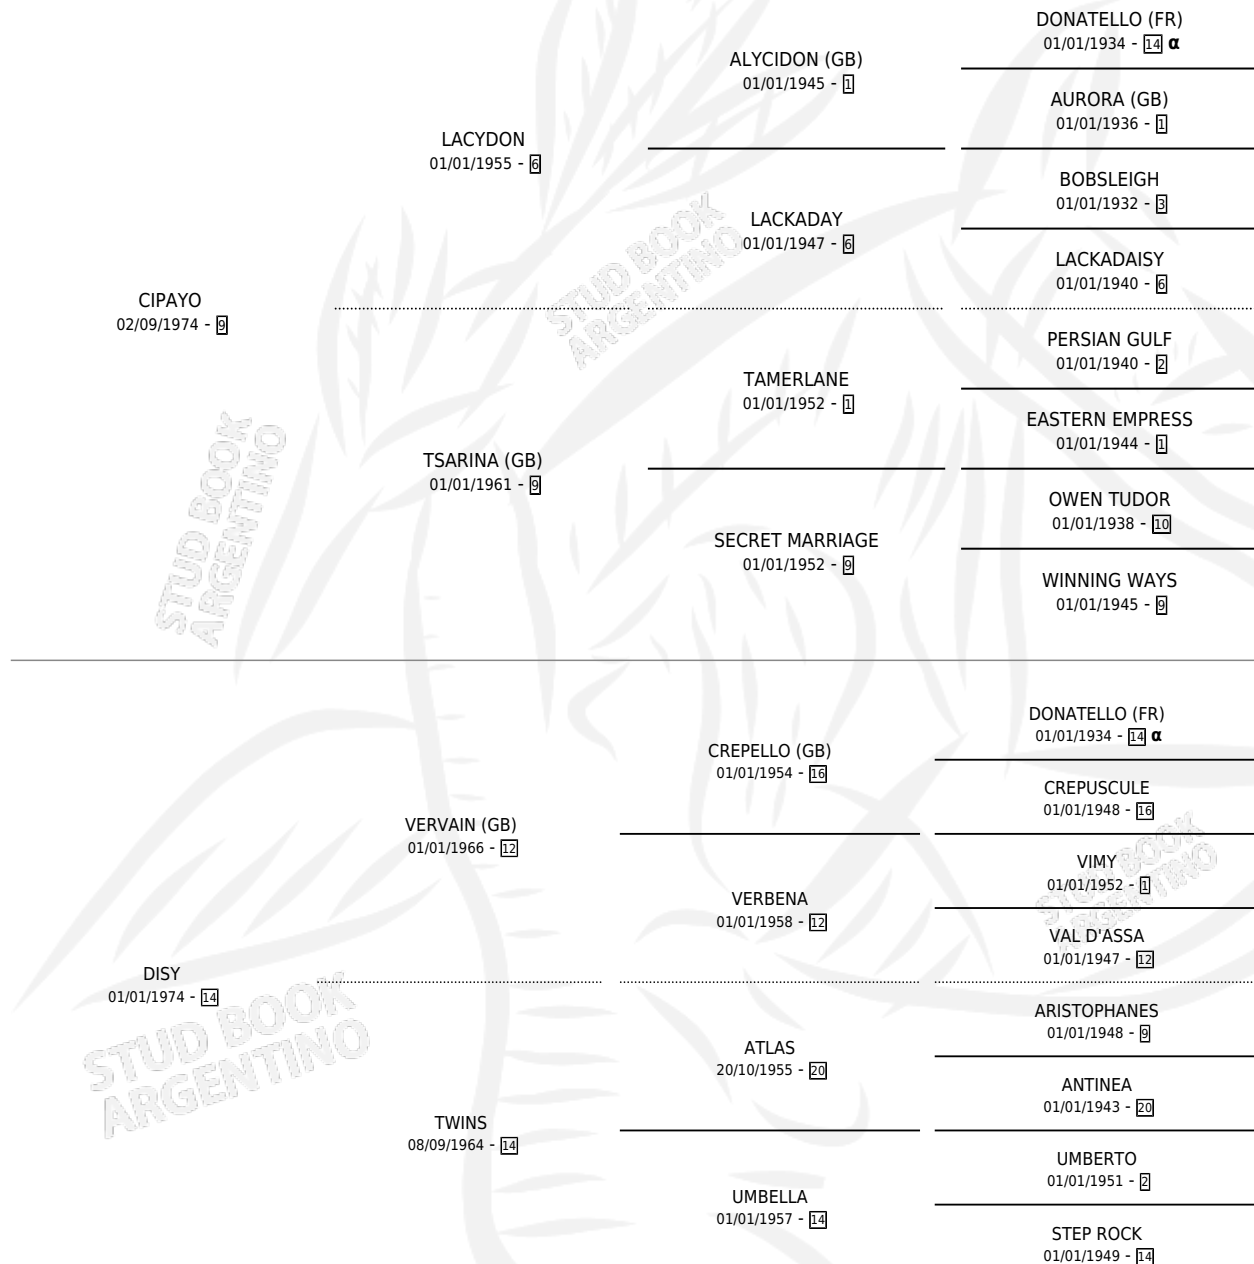 DONATELLO (FR)
01/01/1934 - 14 α
ALYCIDON (GB)
01/01/1945 - 1
AURORA (GB)
01/01/1936 - 1
LACYDON
01/01/1955 - 6
BOBSLEIGH
01/01/1932 - 3
LACKADAY
01/01/1947 - 6
LACKADAISY
01/01/1940 - 6
CIPAYO
02/09/1974 - 9
PERSIAN GULF
01/01/1940 - 2
TAMERLANE
01/01/1952 - 1
EASTERN EMPRESS
01/01/1944 - 1
TSARINA (GB)
01/01/1961 - 9
OWEN TUDOR
01/01/1938 - 10
SECRET MARRIAGE
01/01/1952 - 9
WINNING WAYS
01/01/1945 - 9
DONATELLO (FR)
01/01/1934 - 14 α
CREPELLO (GB)
01/01/1954 - 16
CREPUSCULE
01/01/1948 - 16
VERVAIN (GB)
01/01/1966 - 12
VIMY
01/01/1952 - 1
VERBENA
01/01/1958 - 12
VAL D'ASSA
01/01/1947 - 12
DISY
01/01/1974 - 14
ARISTOPHANES
01/01/1948 - 9
ATLAS
20/10/1955 - 20
ANTINEA
01/01/1943 - 20
TWINS
08/09/1964 - 14
UMBERTO
01/01/1951 - 2
UMBELLA
01/01/1957 - 14
STEP ROCK
01/01/1949 - 14
STUD BOOK
ARGENTINO
STUD BOOK
ARGENTINO
STUD BOOK
ARGENTINO
STUD BOOK
ARGENTINO